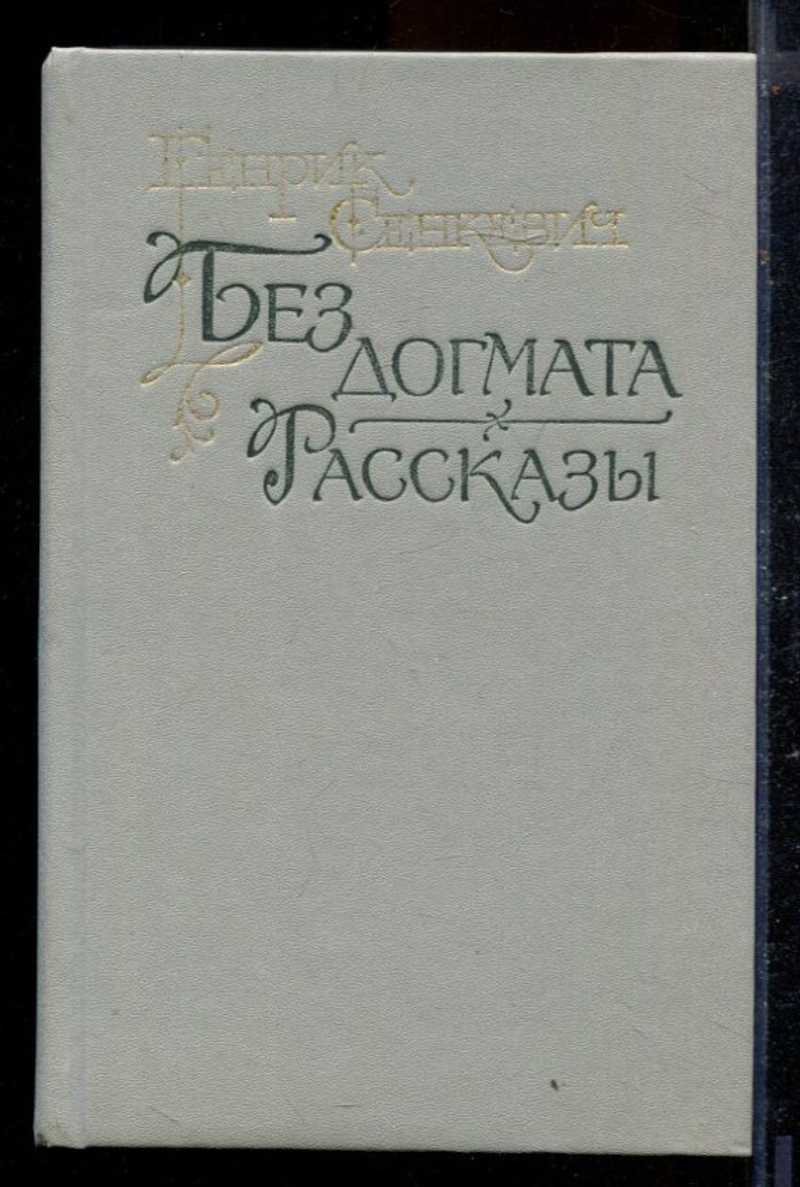 Генрик
Сенкевич
Без
догмата
Рассказы